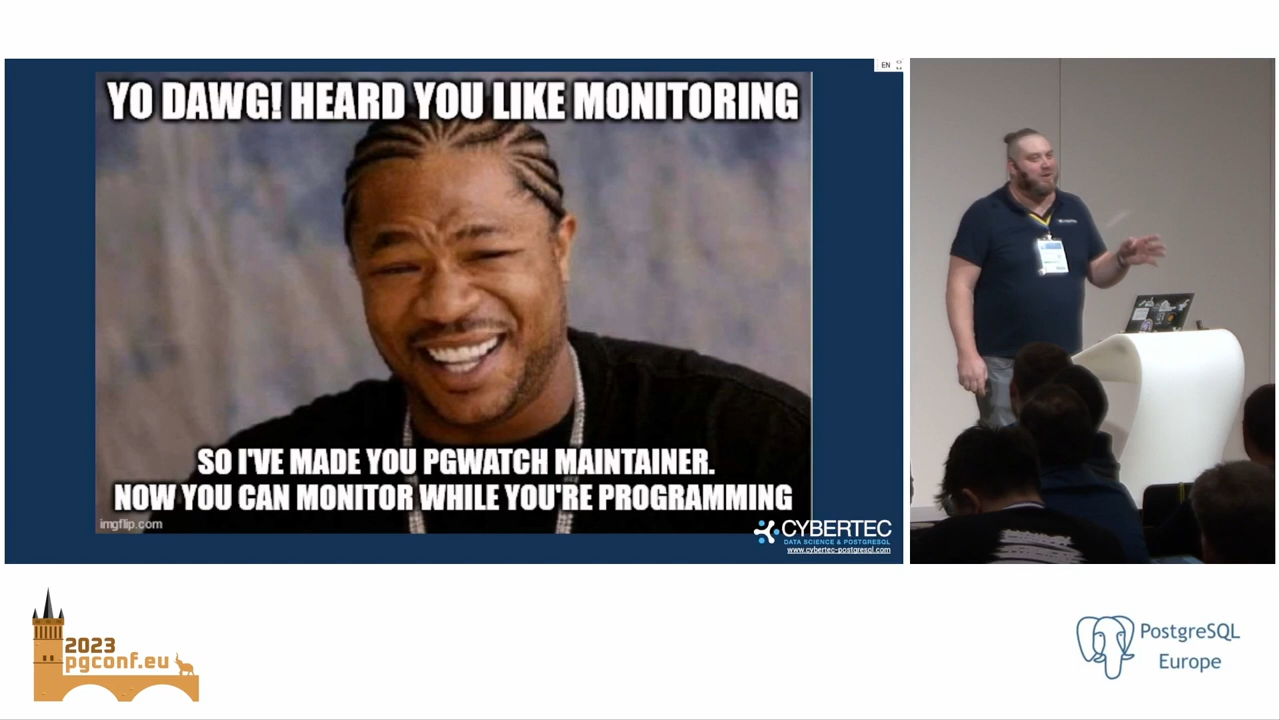 EN
YO DAWG! HEARD YOU LIKE MONITORING
SO I'VE MADE YOU PGWATCH MAINTAINER.
NOW YOU CAN MONITOR WHILE YOU'RE PROGRAMMING
imgflip.com
CYBERTEC
DATA SCIENCE & POSTGRESQL
www.cybertec-postgresql.com
2023
pgconf.eu
PostgreSQL
Europe